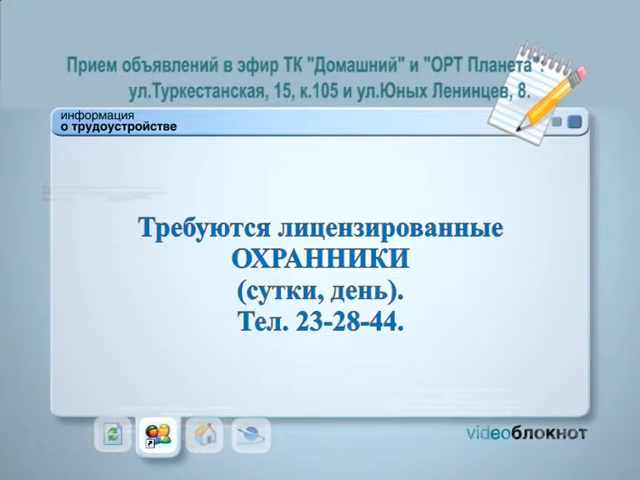 Прием объявлений в эфир ТК "Домашний" и "ОРТ Планета":
ул.Туркестанская, 15, к.105 и ул.Юных Ленинцев, 8.
информация
о трудоустройстве
Требуются лицензированные
ОХРАННИКИ
(сутки, день).
Тел. 23-28-44.
videoблокнот